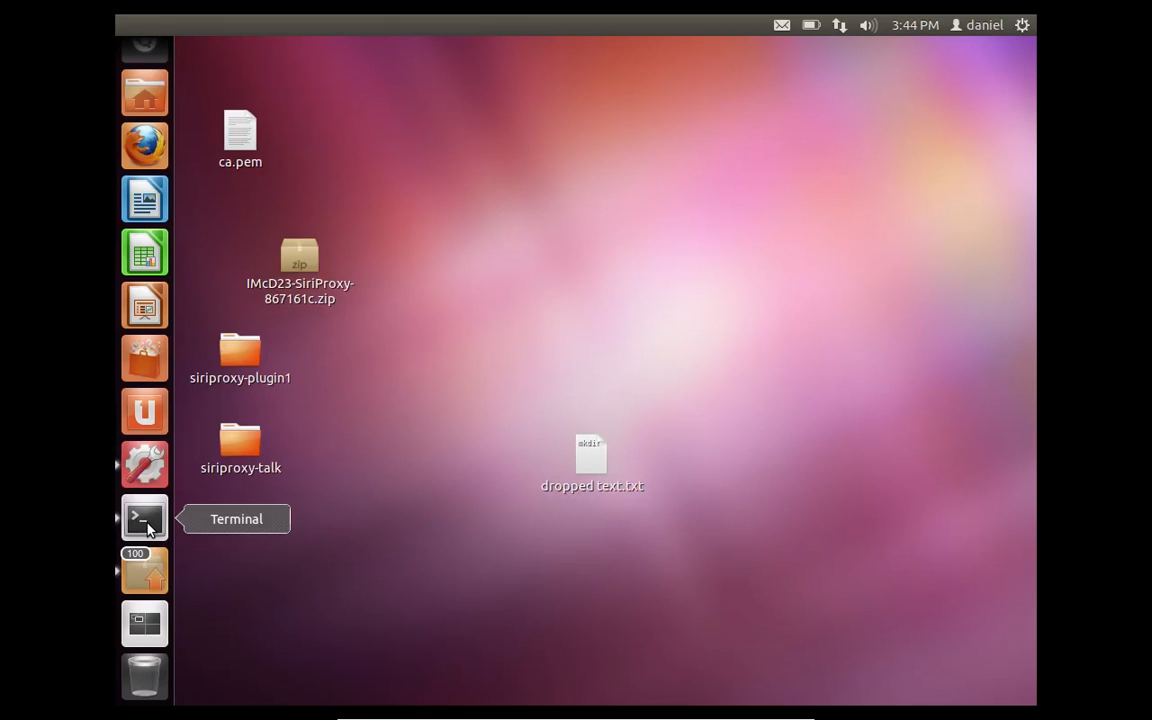 3:44 PM daniel
ca.pem
zip
IMcD23-SiriProxy-
867161c.zip
siriproxy-plugin1
mkdir
siriproxy-talk
dropped text.txt
>_
Terminal
100